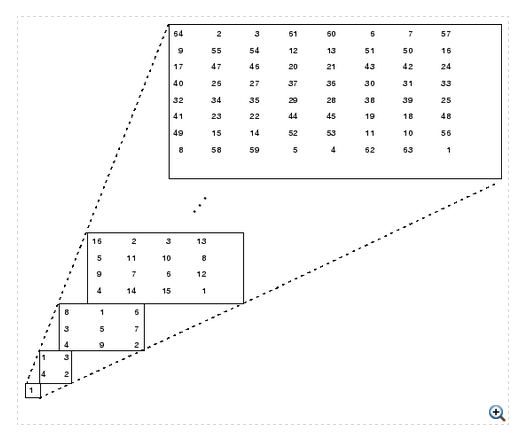 64 2 3 61 60 6 7 57
9 55 54 12 13 51 50 16
17 47 46 20 21 43 42 24
40 26 27 37 36 30 31 33
32 34 35 29 28 38 39 25
41 23 22 44 45 19 18 48
49 15 14 52 53 11 10 56
8 58 59 5 4 62 63 1
16 2 3 13
5 11 10 8
9 7 6 12
4 14 15 1
8 1 6
3 5 7
4 9 2
1 3
4 2
1